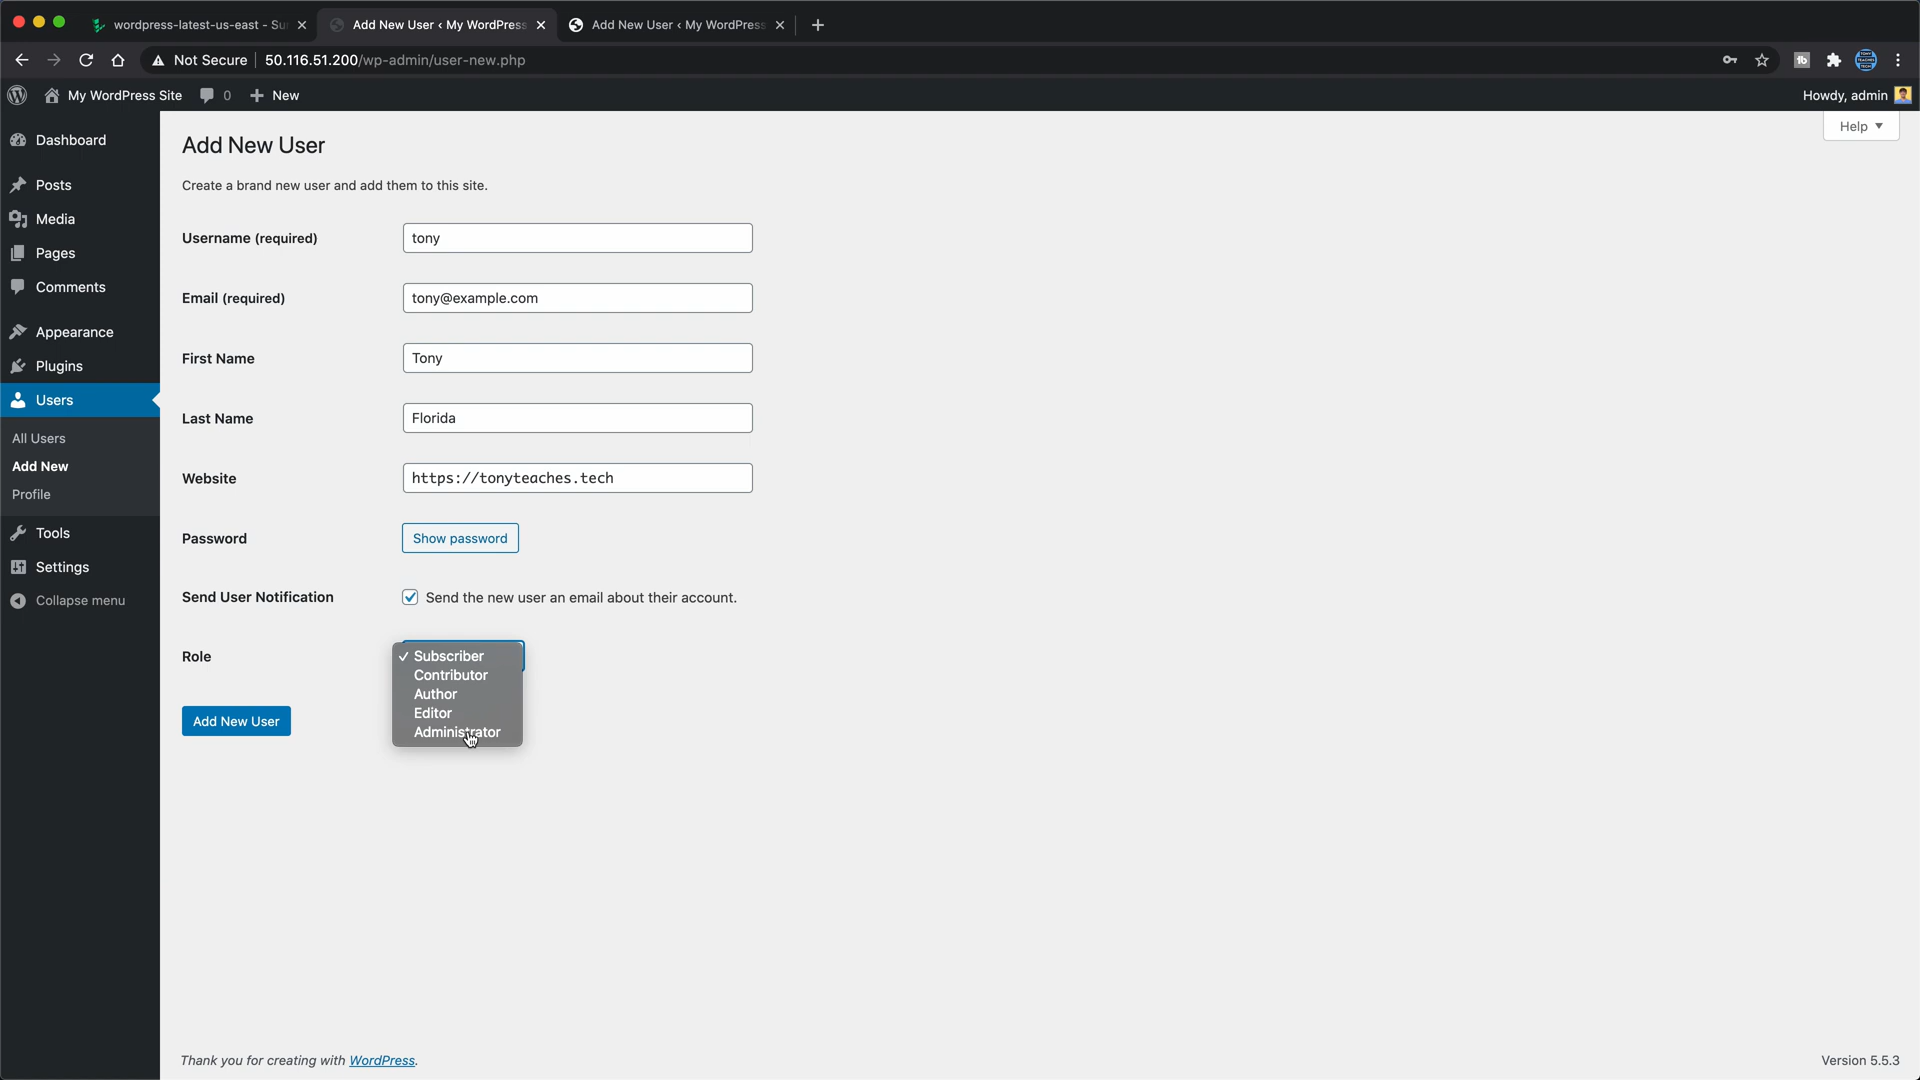 wordpress-latest-us-east - Su
Add New User ‹ My WordPress
Add New User ‹ My WordPress
Not Secure
50.116.51.200/wp-admin/user-new.php
My WordPress Site
0
New
Howdy, admin
Help
Dashboard
Posts
Media
Pages
Comments
Appearance
Plugins
Users
All Users
Add New
Profile
Tools
Settings
Collapse menu
Add New User
Create a brand new user and add them to this site.
Username (required)
tony
Email (required)
tony@example.com
First Name
Tony
Last Name
Florida
Website
https://tonyteaches.tech
Password
Show password
Send User Notification
Send the new user an email about their account.
Role
Subscriber
Contributor
Author
Editor
Administrator
Add New User
Thank you for creating with WordPress.
Version 5.5.3